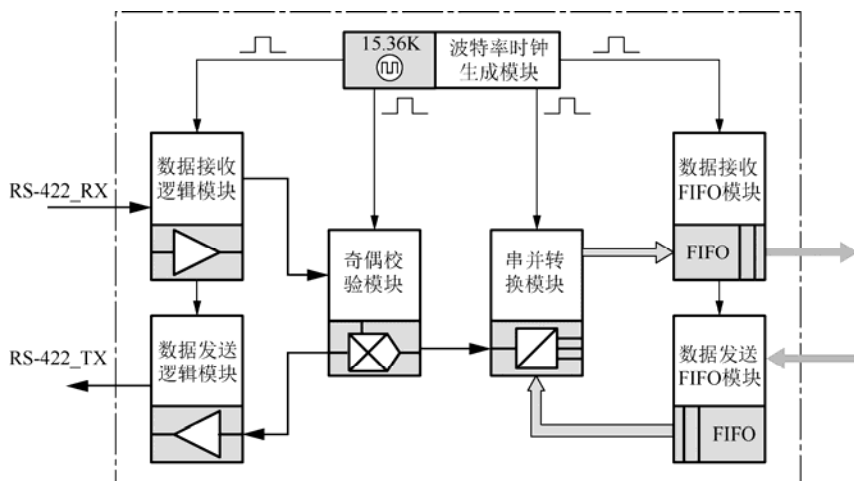 15.36K
波特率时钟
生成模块
数据接收
逻辑模块
数据接收
FIFO模块
RS-422_RX
奇偶校
验模块
串并转
换模块
FIFO
RS-422_TX
数据发送
逻辑模块
数据发送
FIFO模块
FIFO